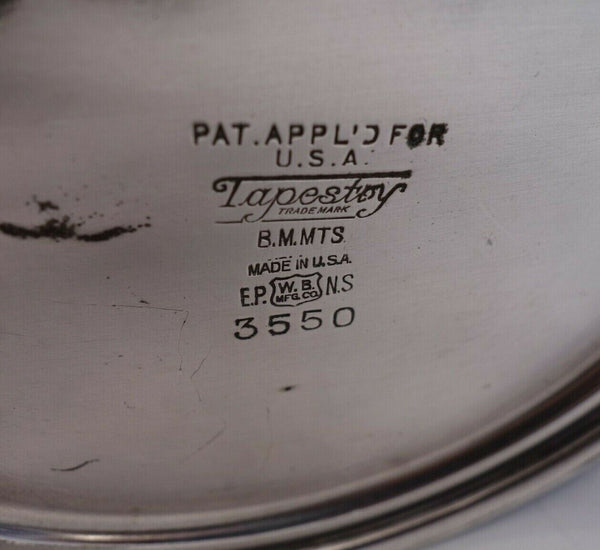 PAT. APPL'D FOR
U.S.A.
Tapestry
TRADE MARK
B.M.MTS.
MADE IN U.S.A.
E.P. W.B. MFG.CO. N.S
3550